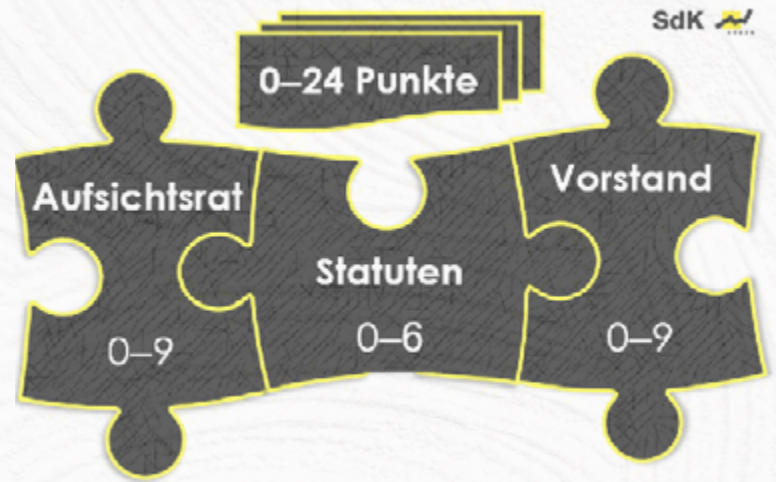 SdK
0–24 Punkte
Aufsichtsrat
Statuten
Vorstand
0–9
0–6
0–9